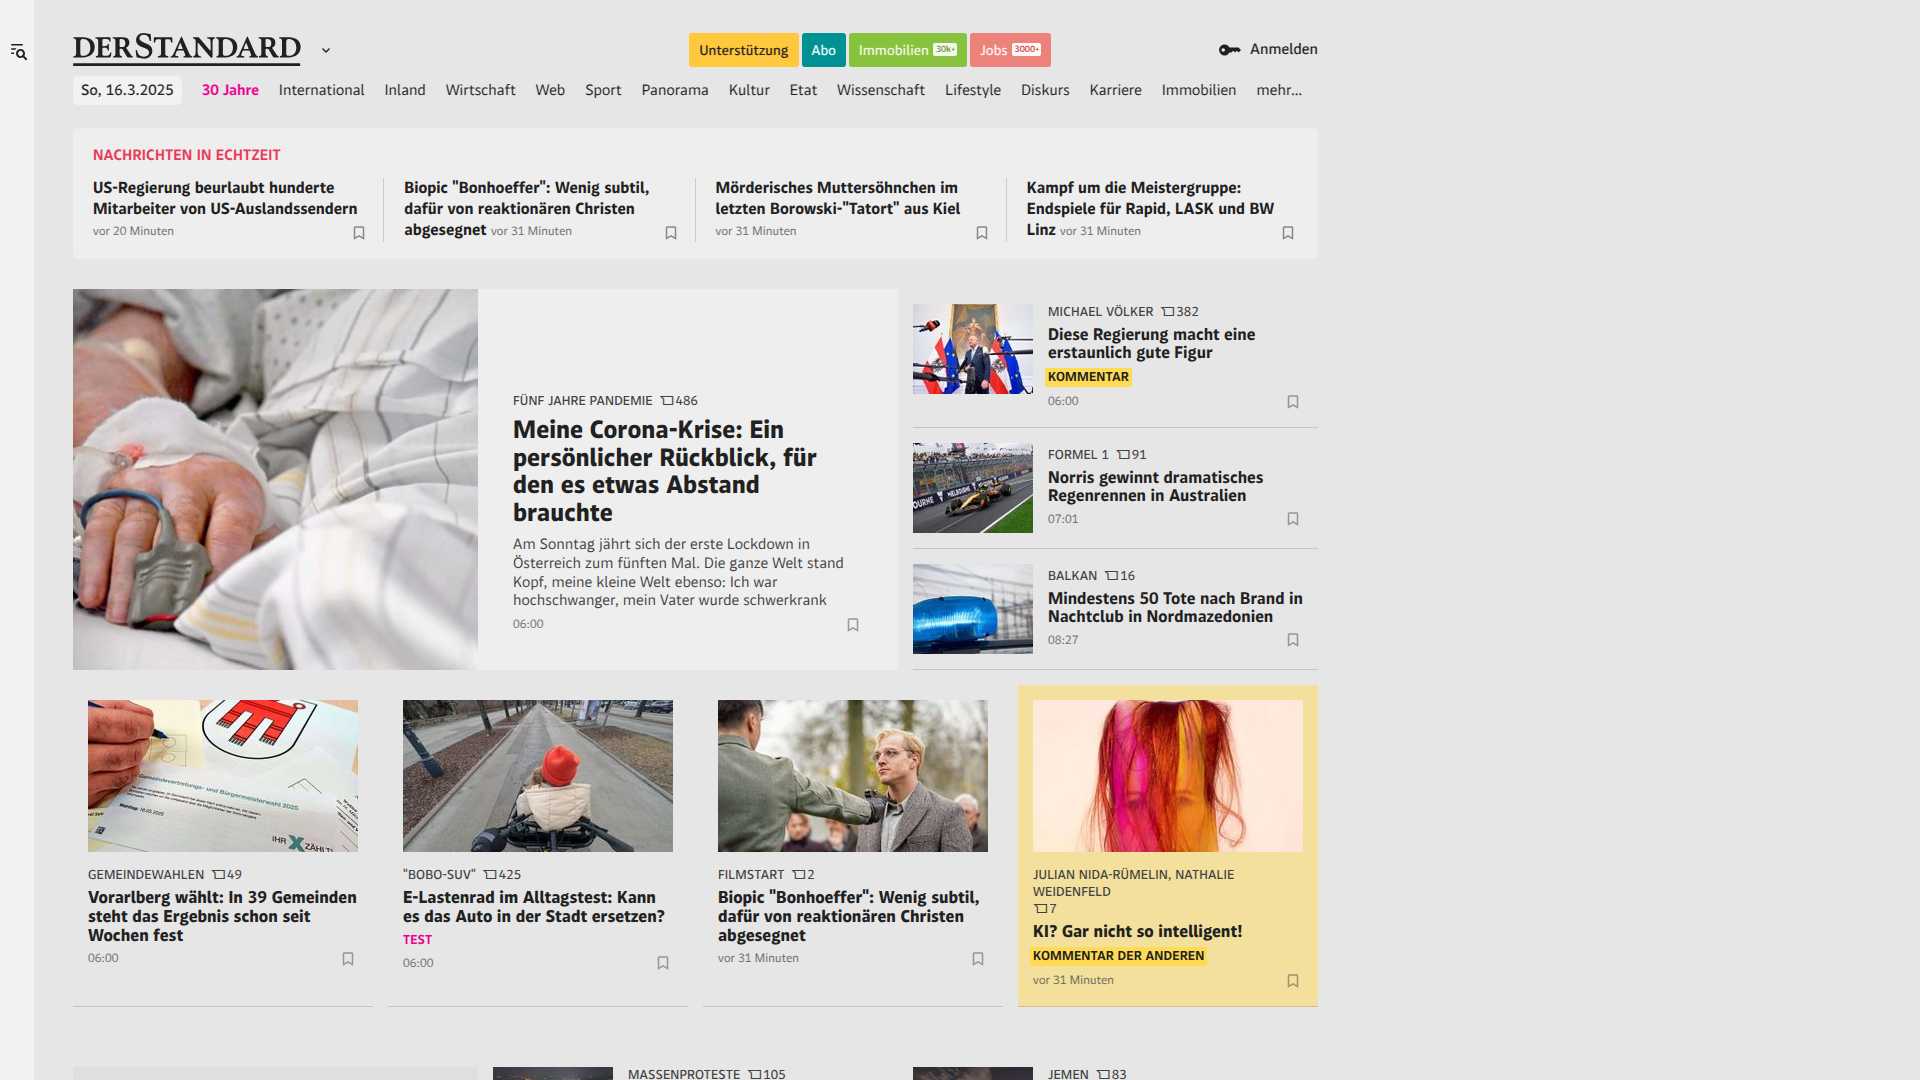 DERSTANDARD
Unterstützung
Abo
Immobilien 30k+
Jobs 3000+
Anmelden
So, 16.3.2025
30 Jahre
International
Inland
Wirtschaft
Web
Sport
Panorama
Kultur
Etat
Wissenschaft
Lifestyle
Diskurs
Karriere
Immobilien
mehr...
NACHRICHTEN IN ECHTZEIT
US-Regierung beurlaubt hunderte
Mitarbeiter von US-Auslandssendern
vor 20 Minuten
Biopic "Bonhoeffer": Wenig subtil,
dafür von reaktionären Christen
abgesegnet vor 31 Minuten
Mörderisches Muttersöhnchen im
letzten Borowski-"Tatort" aus Kiel
vor 31 Minuten
Kampf um die Meistergruppe:
Endspiele für Rapid, LASK und BW
Linz vor 31 Minuten
FÜNF JAHRE PANDEMIE 486
Meine Corona-Krise: Ein
persönlicher Rückblick, für
den es etwas Abstand
brauchte
Am Sonntag jährt sich der erste Lockdown in
Österreich zum fünften Mal. Die ganze Welt stand
Kopf, meine kleine Welt ebenso: Ich war
hochschwanger, mein Vater wurde schwerkrank
06:00
MICHAEL VÖLKER 382
Diese Regierung macht eine
erstaunlich gute Figur
KOMMENTAR
06:00
FORMEL 1 91
Norris gewinnt dramatisches
Regenrennen in Australien
07:01
BALKAN 16
Mindestens 50 Tote nach Brand in
Nachtclub in Nordmazedonien
08:27
Gemeindevertretungs- und Bürgermeisterwahl 2025
IHR X ZÄHLT
GEMEINDEWAHLEN 49
Vorarlberg wählt: In 39 Gemeinden
steht das Ergebnis schon seit
Wochen fest
06:00
"BOBO-SUV" 425
E-Lastenrad im Alltagstest: Kann
es das Auto in der Stadt ersetzen?
TEST
06:00
FILMSTART 2
Biopic "Bonhoeffer": Wenig subtil,
dafür von reaktionären Christen
abgesegnet
vor 31 Minuten
JULIAN NIDA-RÜMELIN, NATHALIE
WEIDENFELD
7
KI? Gar nicht so intelligent!
KOMMENTAR DER ANDEREN
vor 31 Minuten
MASSENPROTESTE 105
JEMEN 83